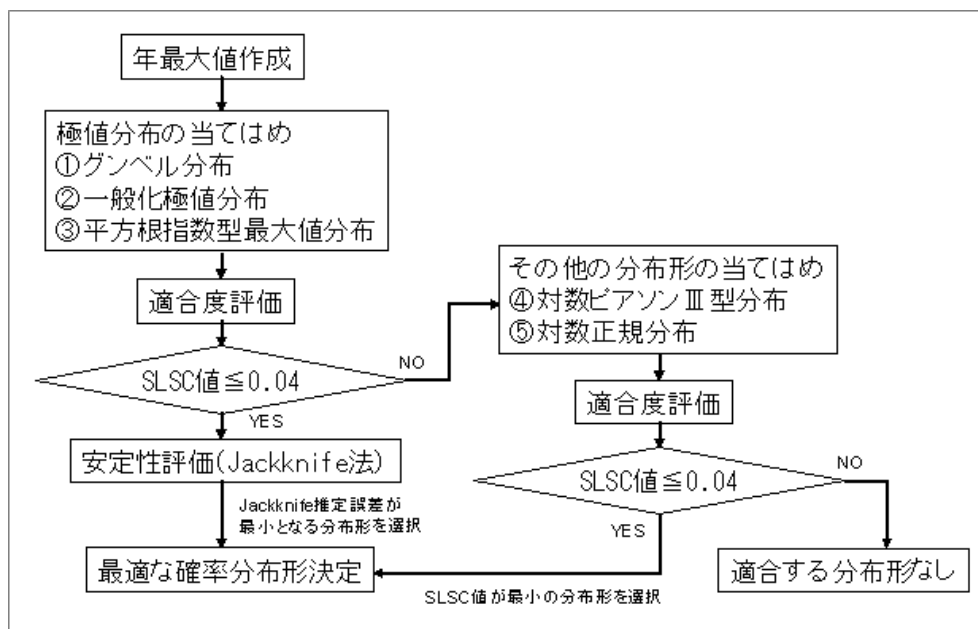 年最大値作成
極値分布の当てはめ
①グンベル分布
②一般化極値分布
③平方根指数型最大値分布
適合度評価
SLSC値≦0.04
NO
YES
安定性評価(Jackknife法)
Jackknife推定誤差が
最小となる分布形を選択
最適な確率分布形決定
その他の分布形の当てはめ
④対数ピアソンⅢ型分布
⑤対数正規分布
適合度評価
SLSC値≦0.04
NO
YES
SLSC値が最小の分布形を選択
適合する分布形なし